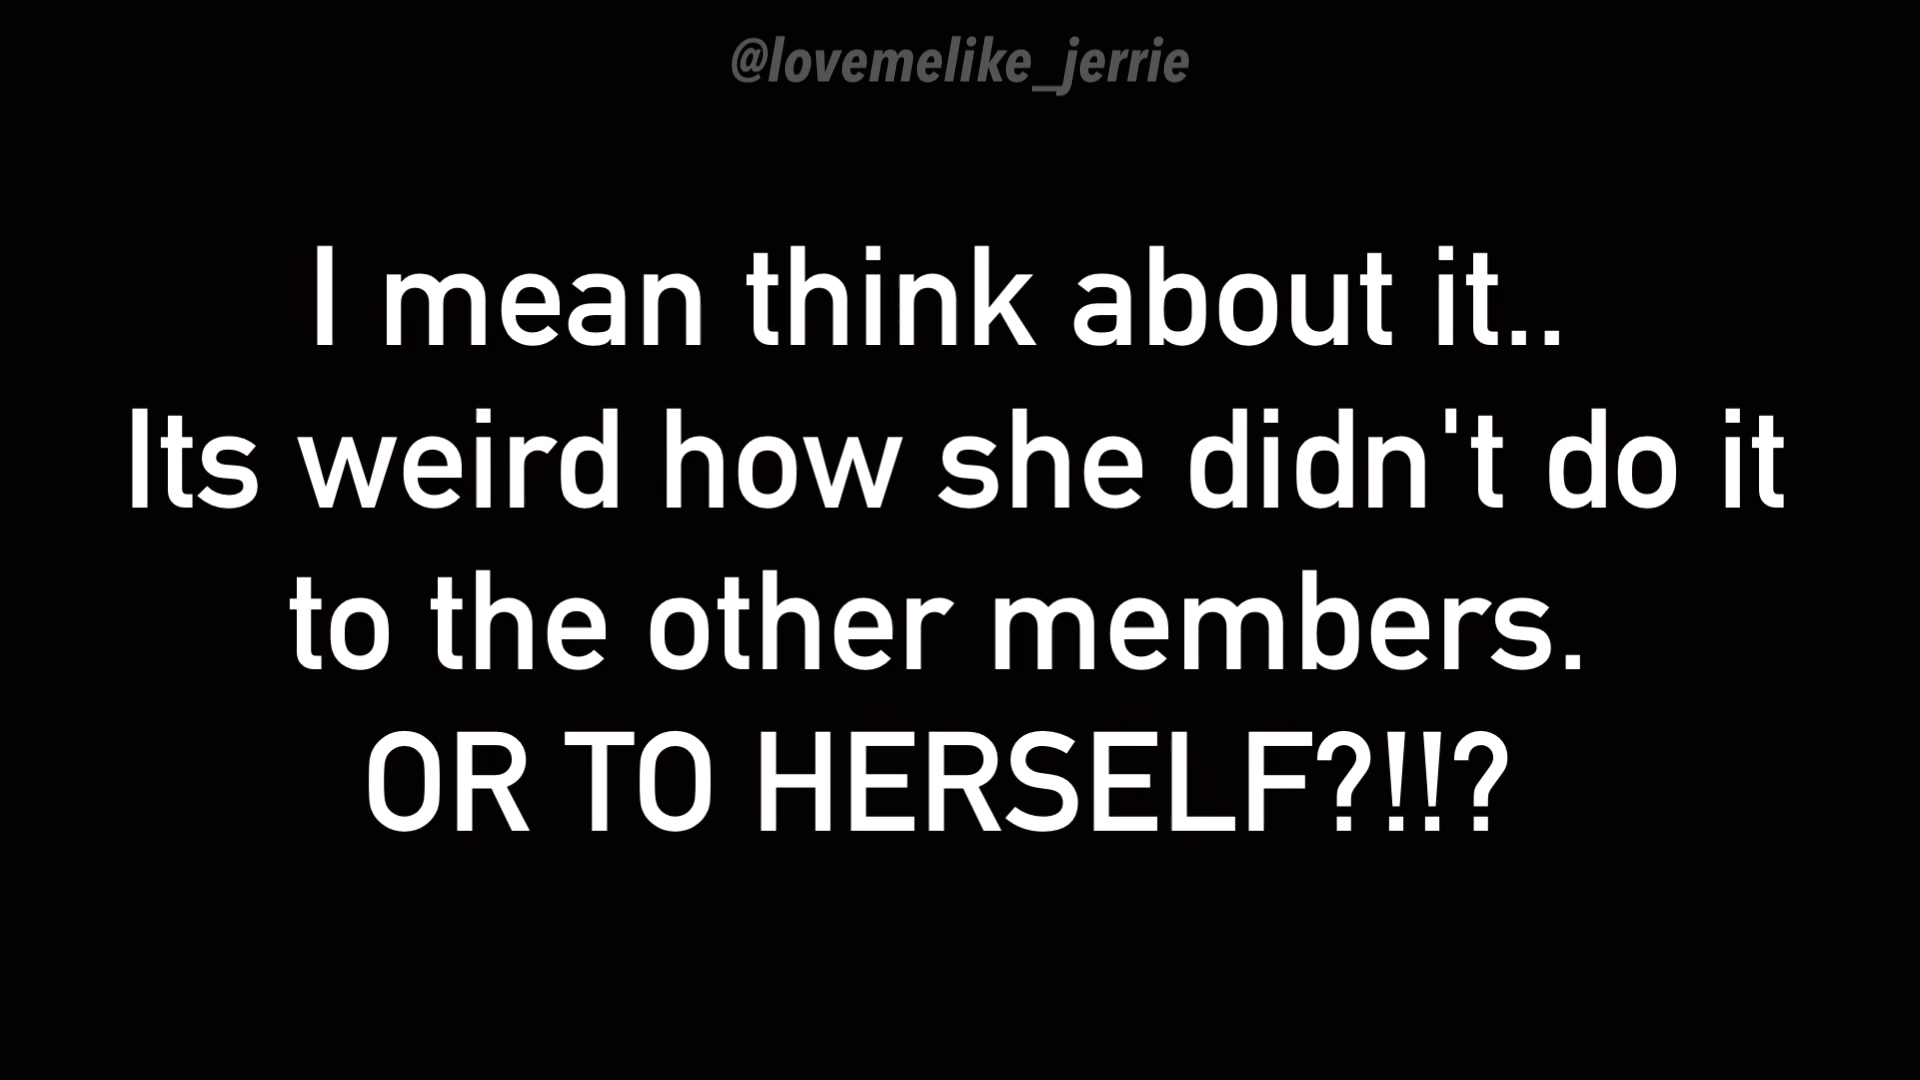 @lovemelike_jerrie
I mean think about it..
Its weird how she didn't do it
to the other members.
OR TO HERSELF?!!?